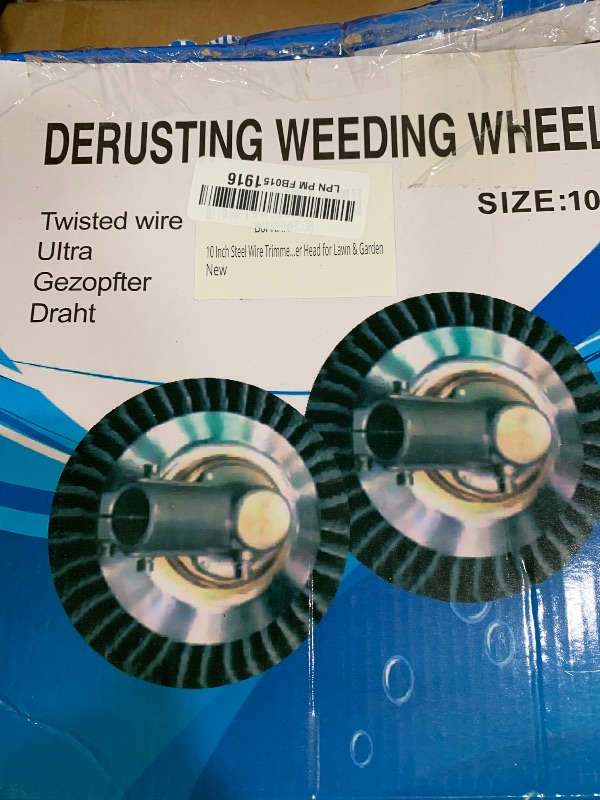 DERUSTING WEEDING WHEEL
SIZE:10
LPN PM FB0151916
10 Inch Steel Wire Trimme...er Head for Lawn & Garden
New
Twisted wire
Ultra
Gezopfter
Draht